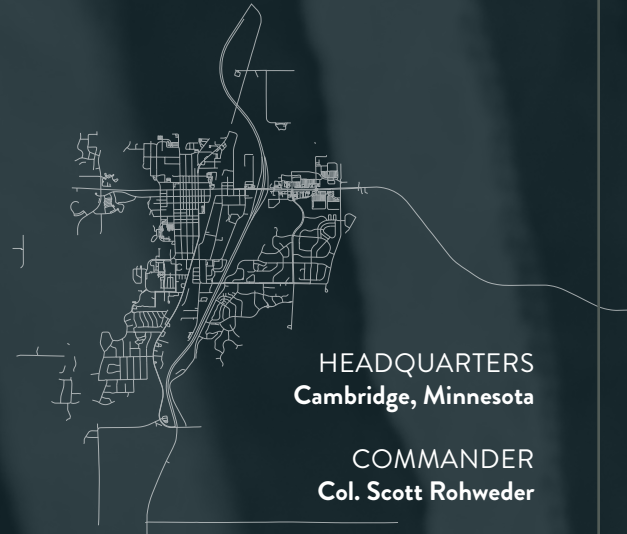 HEADQUARTERS
Cambridge, Minnesota
COMMANDER
Col. Scott Rohweder